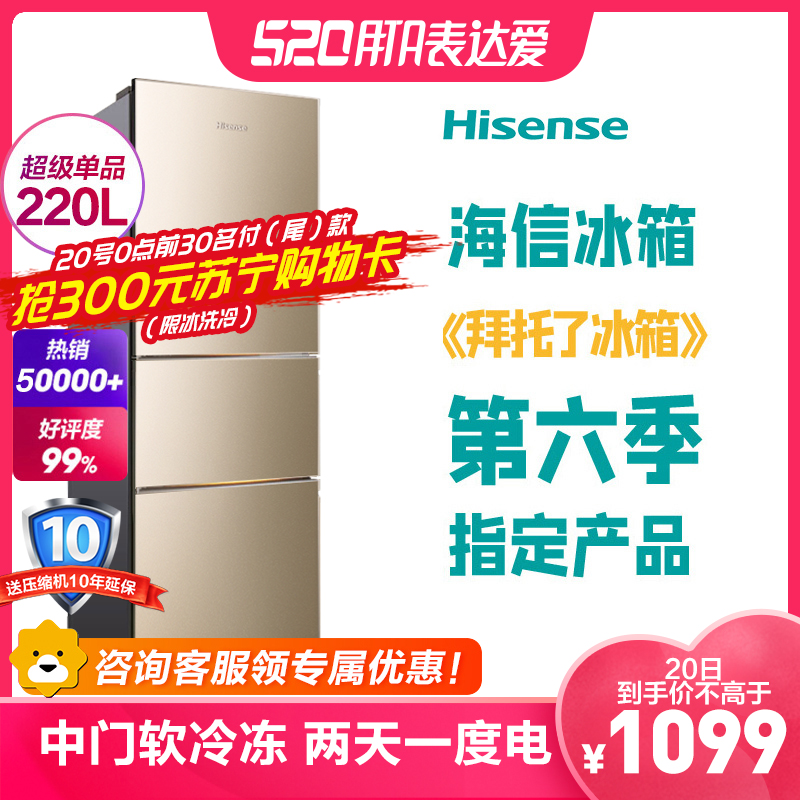 520用TA表达爱
Hisense
Hisense
超级单品
220L
20号0点前30名付(尾)款
抢300元苏宁购物卡
(限冰洗冷)
热销
50000+
好评度
99%
10
送压缩机10年延保
海信冰箱
《拜托了冰箱》
第六季
指定产品
咨询客服领专属优惠!
20日
到手价不高于
¥1099
中门软冷冻 两天一度电